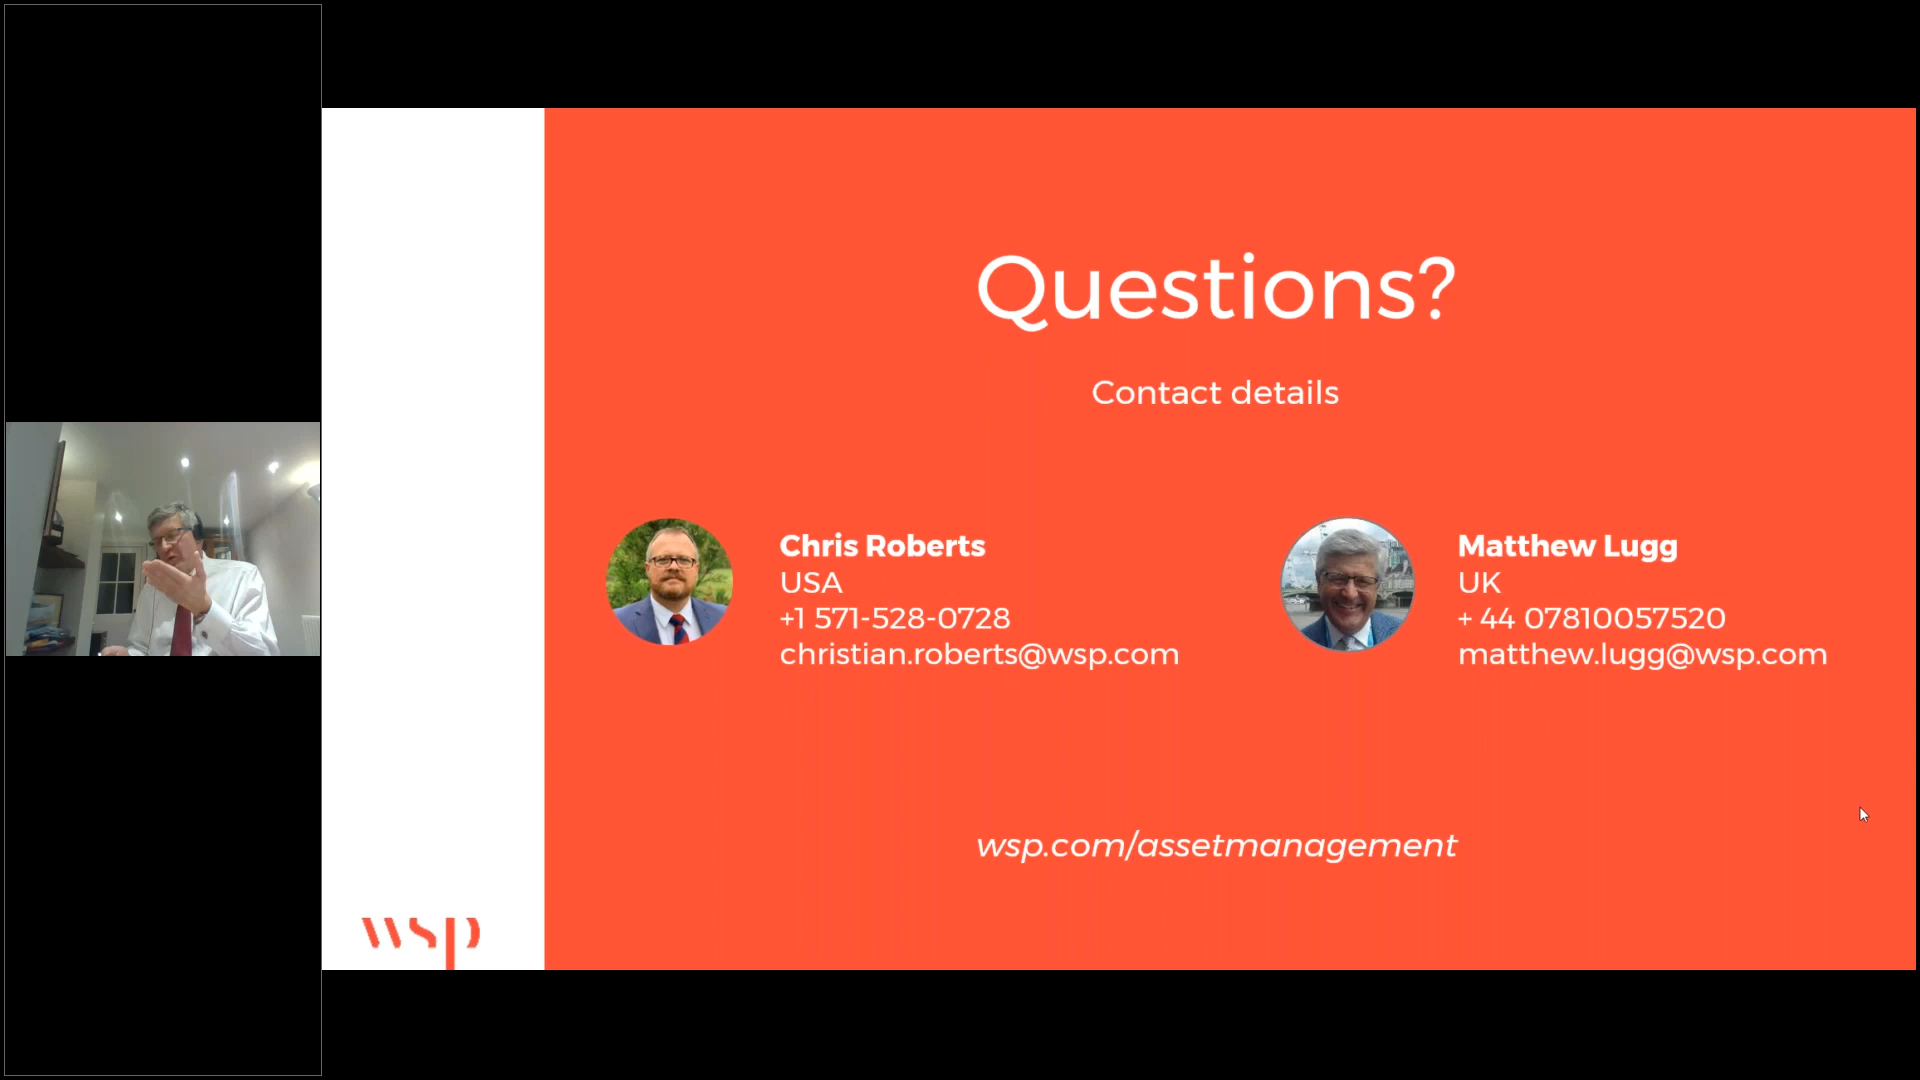 Questions?
Contact details
Chris Roberts
USA
+1 571-528-0728
christian.roberts@wsp.com
Matthew Lugg
UK
+ 44 07810057520
matthew.lugg@wsp.com
wsp.com/assetmanagement
wsp